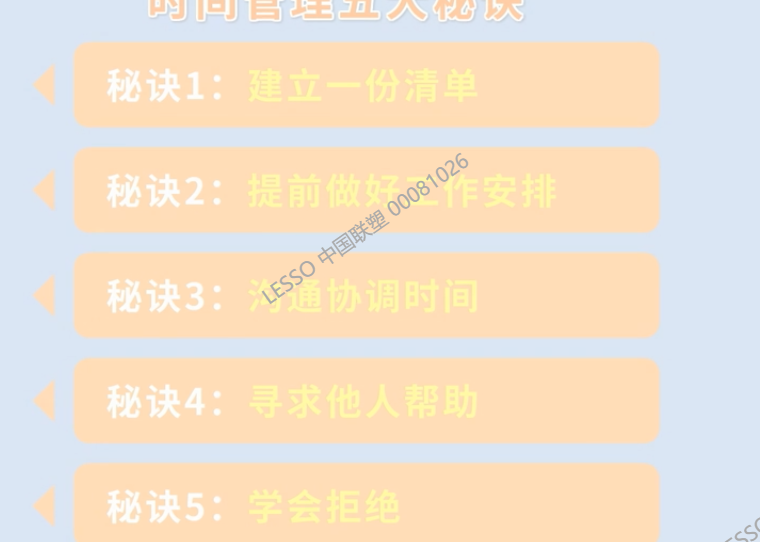 时间管理五大秘诀
秘诀1：建立一份清单
秘诀2：提前做好工作安排
秘诀3：沟通协调时间
秘诀4：寻求他人帮助
秘诀5：学会拒绝
LESSO 中国联塑 00081026
LESSO